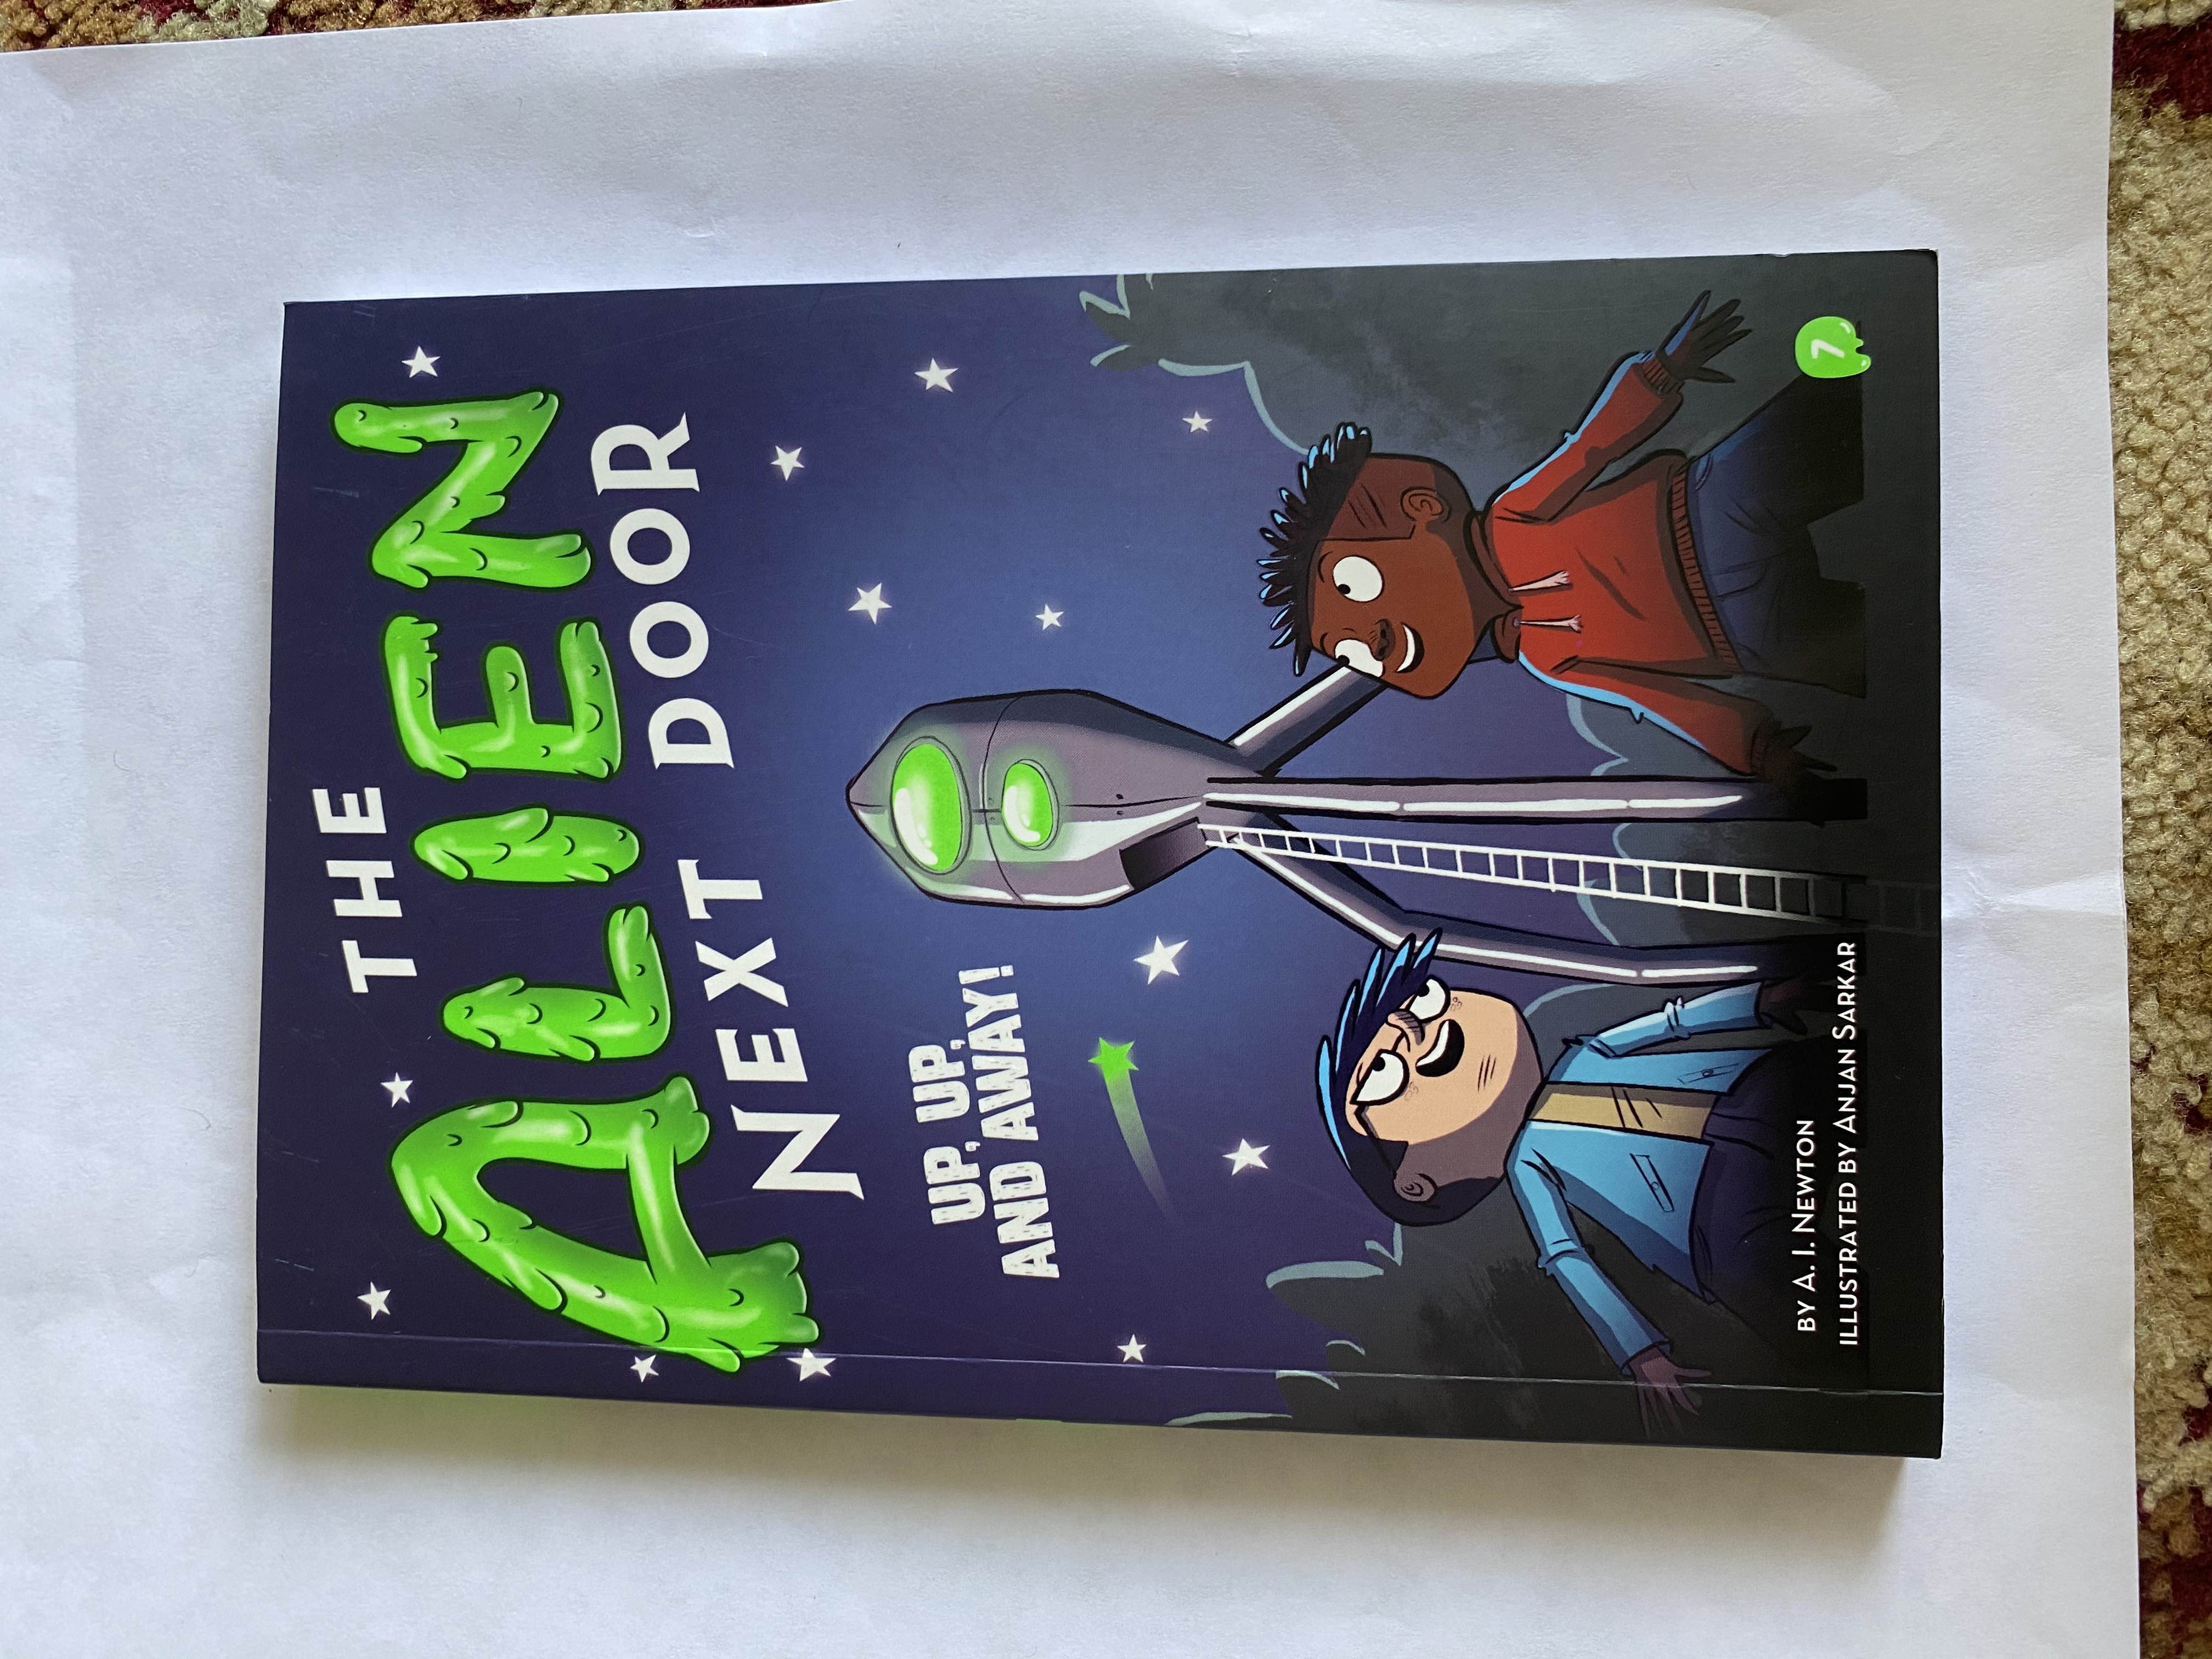 THE
ALIEN
NEXT DOOR
UP, UP,
AND AWAY!
BY A. I. NEWTON
ILLUSTRATED BY ANJAN SARKAR
7